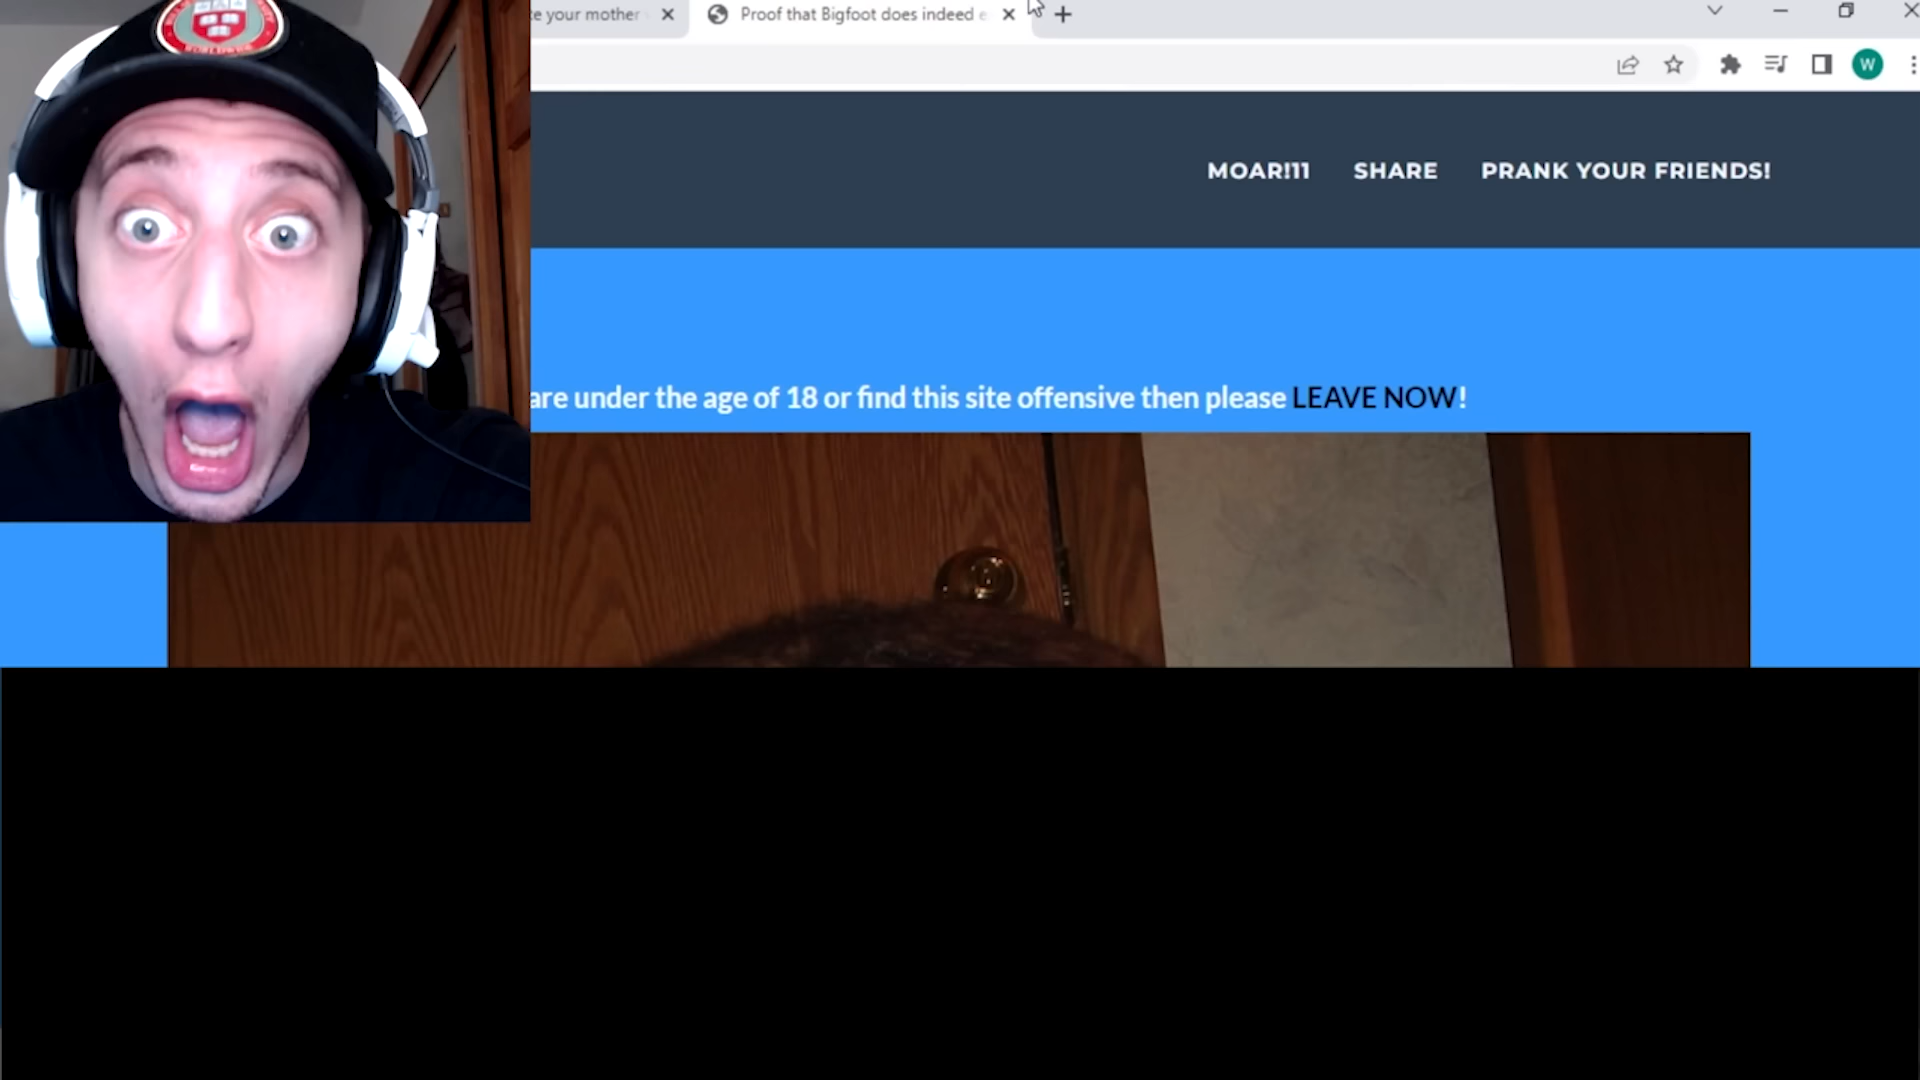 te your mother
Proof that Bigfoot does indeed e
W
MOAR!11 SHARE PRANK YOUR FRIENDS!
are under the age of 18 or find this site offensive then please LEAVE NOW!